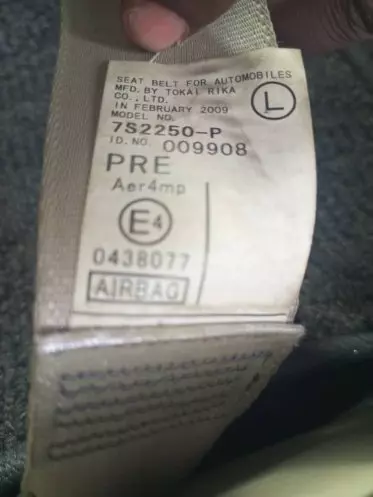 SEAT BELT FOR AUTOMOBILES
MFD. BY TOKAI RIKA
CO., LTD.
IN FEBRUARY 2009
MODEL NO.
L
7S2250-P
ID. NO. 009908
PRE
Aer4mp
E4
0438077
AIRBAG